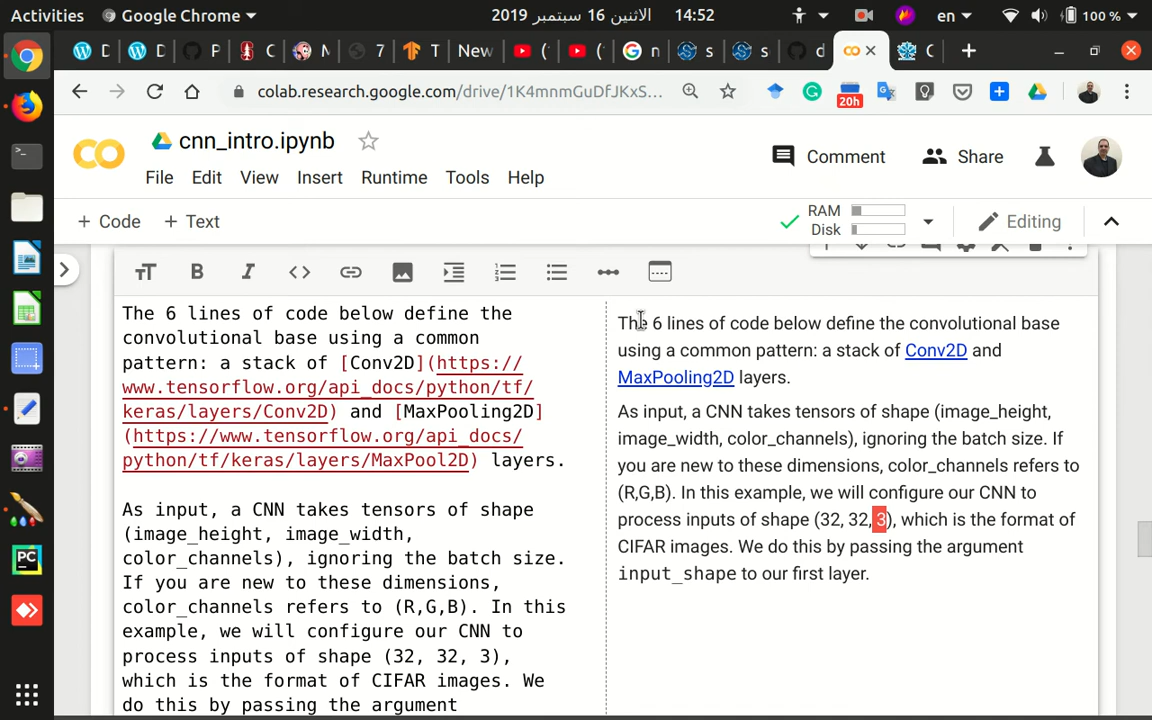 Activities Google Chrome 2019 الاثنين 16 سبتمبر 14:52 en 100 %
D D P C M 7 T New ( ( n s s d C
colab.research.google.com/drive/1K4mnmGuDfJKxS... 20h
cnn_intro.ipynb
Comment Share
File Edit View Insert Runtime Tools Help
+ Code + Text RAM Disk Editing
The 6 lines of code below define the
convolutional base using a common
pattern: a stack of [Conv2D](https://
www.tensorflow.org/api_docs/python/tf/
keras/layers/Conv2D) and [MaxPooling2D]
(https://www.tensorflow.org/api_docs/
python/tf/keras/layers/MaxPool2D) layers.
As input, a CNN takes tensors of shape
(image_height, image_width,
color_channels), ignoring the batch size.
If you are new to these dimensions,
color_channels refers to (R,G,B). In this
example, we will configure our CNN to
process inputs of shape (32, 32, 3),
which is the format of CIFAR images. We
do this by passing the argument
The 6 lines of code below define the convolutional base
using a common pattern: a stack of Conv2D and
MaxPooling2D layers.
As input, a CNN takes tensors of shape (image_height,
image_width, color_channels), ignoring the batch size. If
you are new to these dimensions, color_channels refers to
(R,G,B). In this example, we will configure our CNN to
process inputs of shape (32, 32, 3), which is the format of
CIFAR images. We do this by passing the argument
input_shape to our first layer.